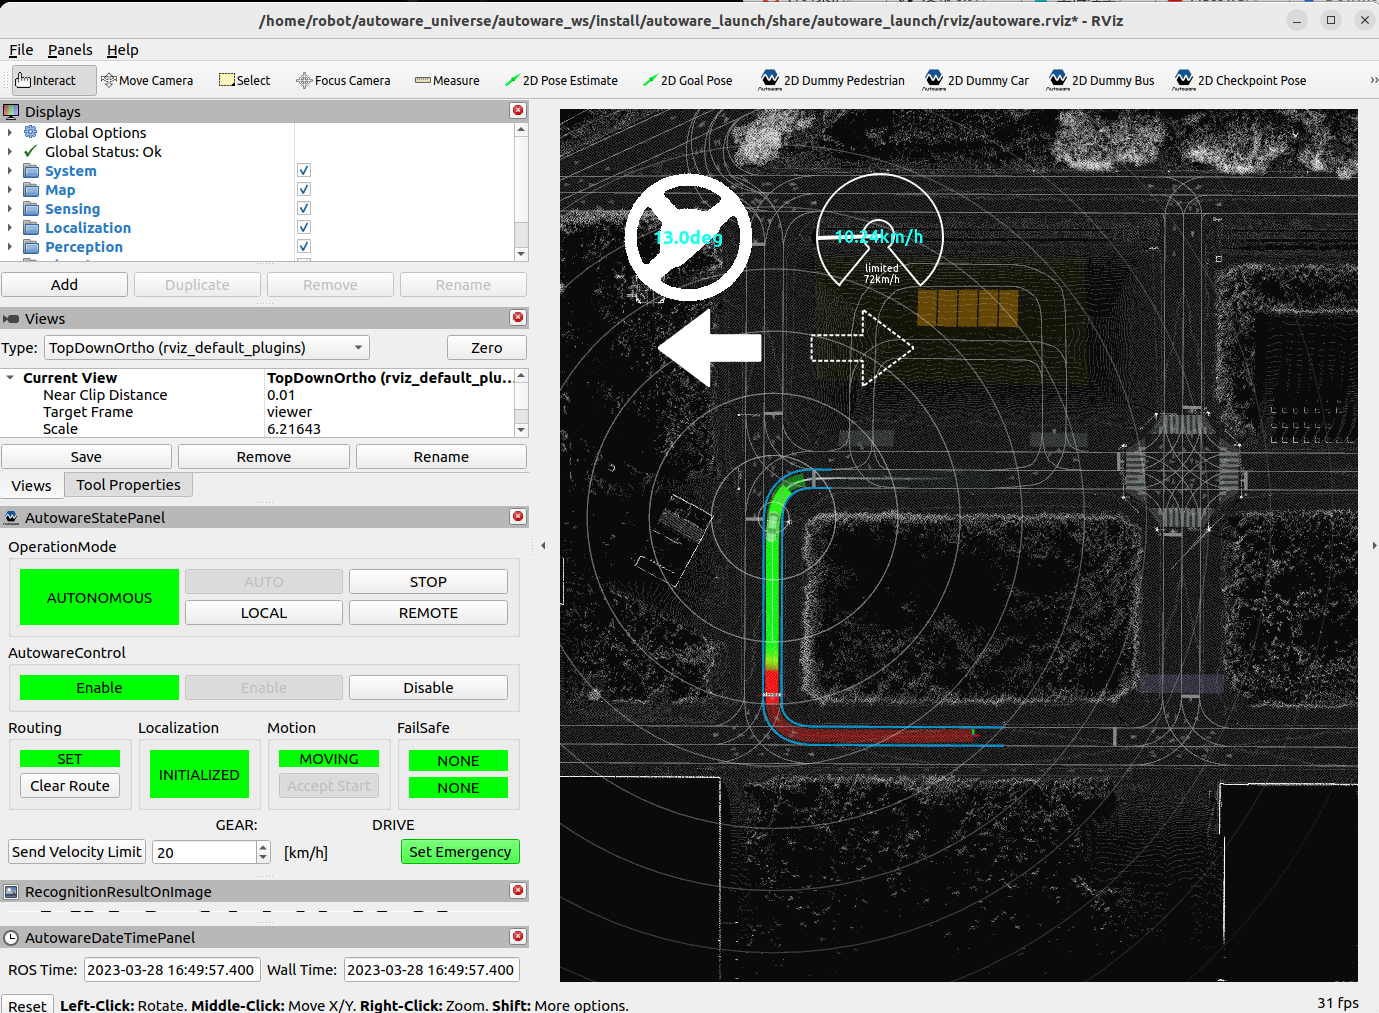 /home/robot/autoware_universe/autoware_ws/install/autoware_launch/share/autoware_launch/rviz/autoware.rviz* - RViz
File Panels Help
Interact Move Camera Select Focus Camera Measure 2D Pose Estimate 2D Goal Pose 2D Dummy Pedestrian 2D Dummy Car 2D Dummy Bus 2D Checkpoint Pose
Displays
Global Options
Global Status: Ok
System
Map
Sensing
Localization
Perception
Add Duplicate Remove Rename
Views
Type: TopDownOrtho (rviz_default_plugins) Zero
Current View TopDownOrtho (rviz_default_plu...
Near Clip Distance 0.01
Target Frame viewer
Scale 6.21643
Save Remove Rename
Views Tool Properties
AutowareStatePanel
OperationMode
AUTONOMOUS AUTO STOP
LOCAL REMOTE
AutowareControl
Enable Enable Disable
Routing Localization Motion FailSafe
SET INITIALIZED MOVING NONE
Clear Route Accept Start NONE
GEAR: DRIVE
Send Velocity Limit 20 [km/h] Set Emergency
RecognitionResultOnImage
AutowareDateTimePanel
ROS Time: 2023-03-28 16:49:57.400 Wall Time: 2023-03-28 16:49:57.400
Reset Left-Click: Rotate. Middle-Click: Move X/Y. Right-Click: Zoom. Shift: More options. 31 fps
13.0deg
10.24km/h
limited
72km/h